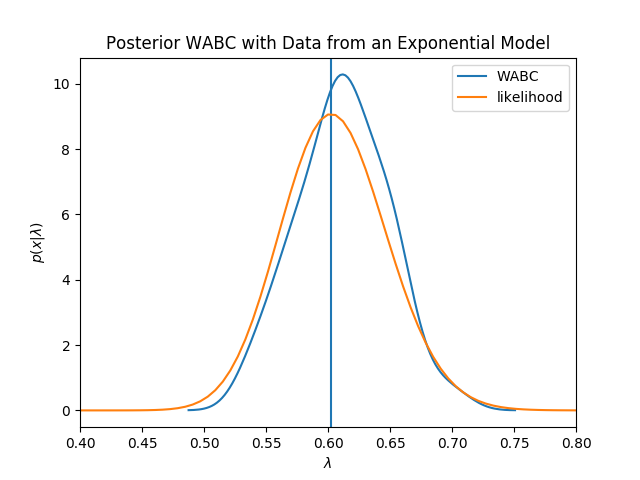 Posterior WABC with Data from an Exponential Model
WABC
likelihood
10
8
6
4
2
0
p(x|λ)
0.40 0.45 0.50 0.55 0.60 0.65 0.70 0.75 0.80
λ